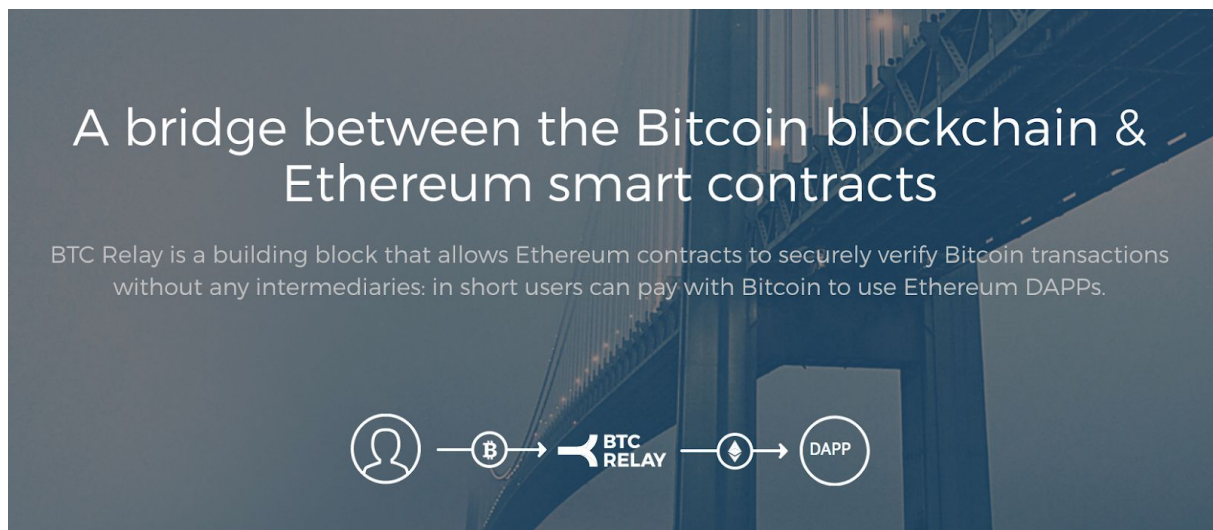 A bridge between the Bitcoin blockchain &
Ethereum smart contracts
BTC Relay is a building block that allows Ethereum contracts to securely verify Bitcoin transactions
without any intermediaries: in short users can pay with Bitcoin to use Ethereum DAPPs.
BTC
RELAY
DAPP